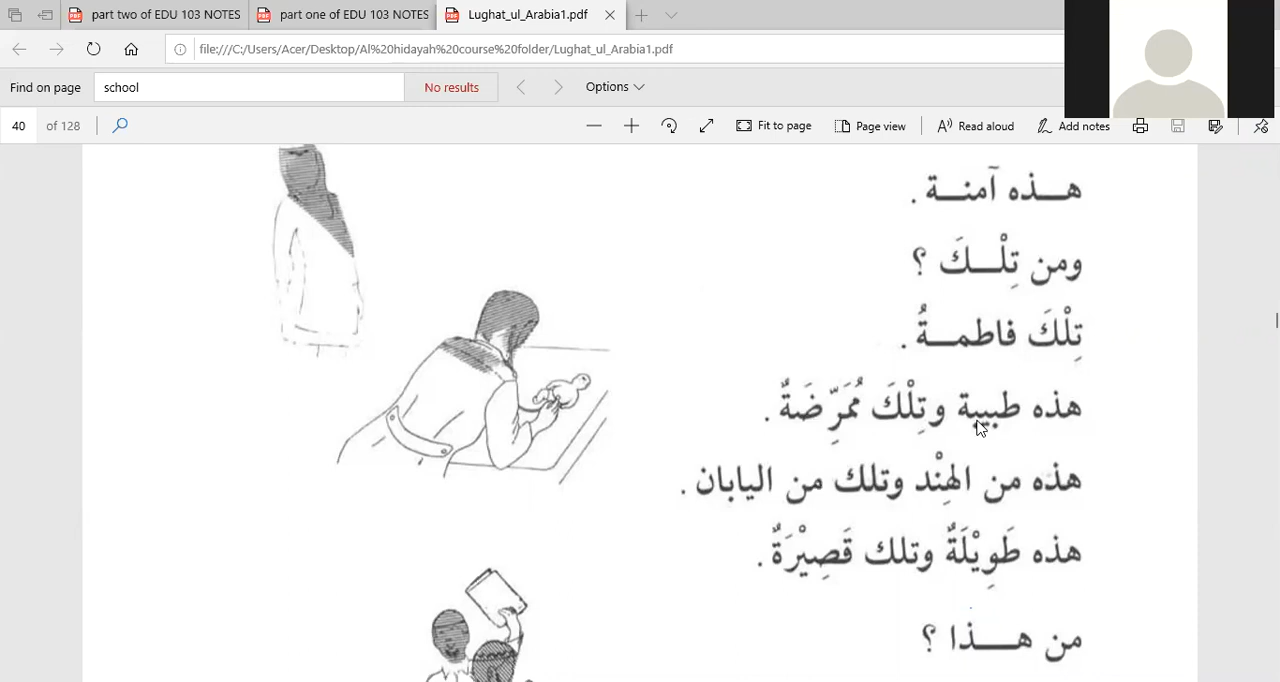 part two of EDU 103 NOTES
part one of EDU 103 NOTES
Lughat_ul_Arabia1.pdf
file:///C:/Users/Acer/Desktop/Al%20hidayah%20course%20folder/Lughat_ul_Arabia1.pdf
Find on page school No results Options
40 of 128 Fit to page Page view Read aloud Add notes
هـــذه آمنـــة .
ومن تِلْـــكَ ؟
تِلْكَ فاطمـــةُ .
هذه طبيبة وتِلْكَ مُمَرِّضَةٌ .
هذه من الهِنْد وتلك من اليابان .
هذه طَوِيْلَةٌ وتلك قَصِيْرَةٌ .
من هـــذا ؟